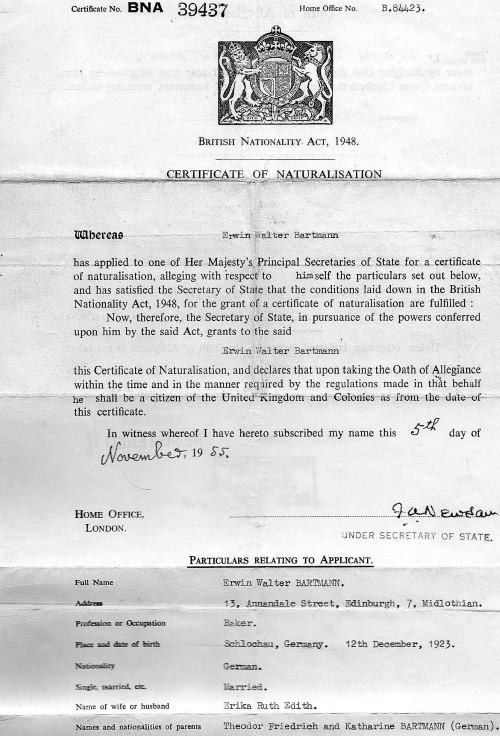 Certificate No. BNA 39437 Home Office No. B.84423.
BRITISH NATIONALITY ACT, 1948.
CERTIFICATE OF NATURALISATION
Whereas Erwin Walter Bartmann
has applied to one of Her Majesty's Principal Secretaries of State for a certificate
of naturalisation, alleging with respect to himself the particulars set out below,
and has satisfied the Secretary of State that the conditions laid down in the British
Nationality Act, 1948, for the grant of a certificate of naturalisation are fulfilled :
Now, therefore, the Secretary of State, in pursuance of the powers conferred
upon him by the said Act, grants to the said
Erwin Walter Bartmann
this Certificate of Naturalisation, and declares that upon taking the Oath of Allegiance
within the time and in the manner required by the regulations made in that behalf
he shall be a citizen of the United Kingdom and Colonies as from the date of
this certificate.
In witness whereof I have hereto subscribed my name this 5th day of
November, 1955.
HOME OFFICE,
LONDON.
UNDER SECRETARY OF STATE.
PARTICULARS RELATING TO APPLICANT.
Full Name Erwin Walter BARTMANN.
Address 13, Annandale Street, Edinburgh, 7, Midlothian.
Profession or Occupation Baker.
Place and date of birth Schlochau, Germany. 12th December, 1923.
Nationality German.
Single, married, etc. Married.
Name of wife or husband Erika Ruth Edith.
Names and nationalities of parents Theodor Friedrich and Katharine BARTMANN (German).